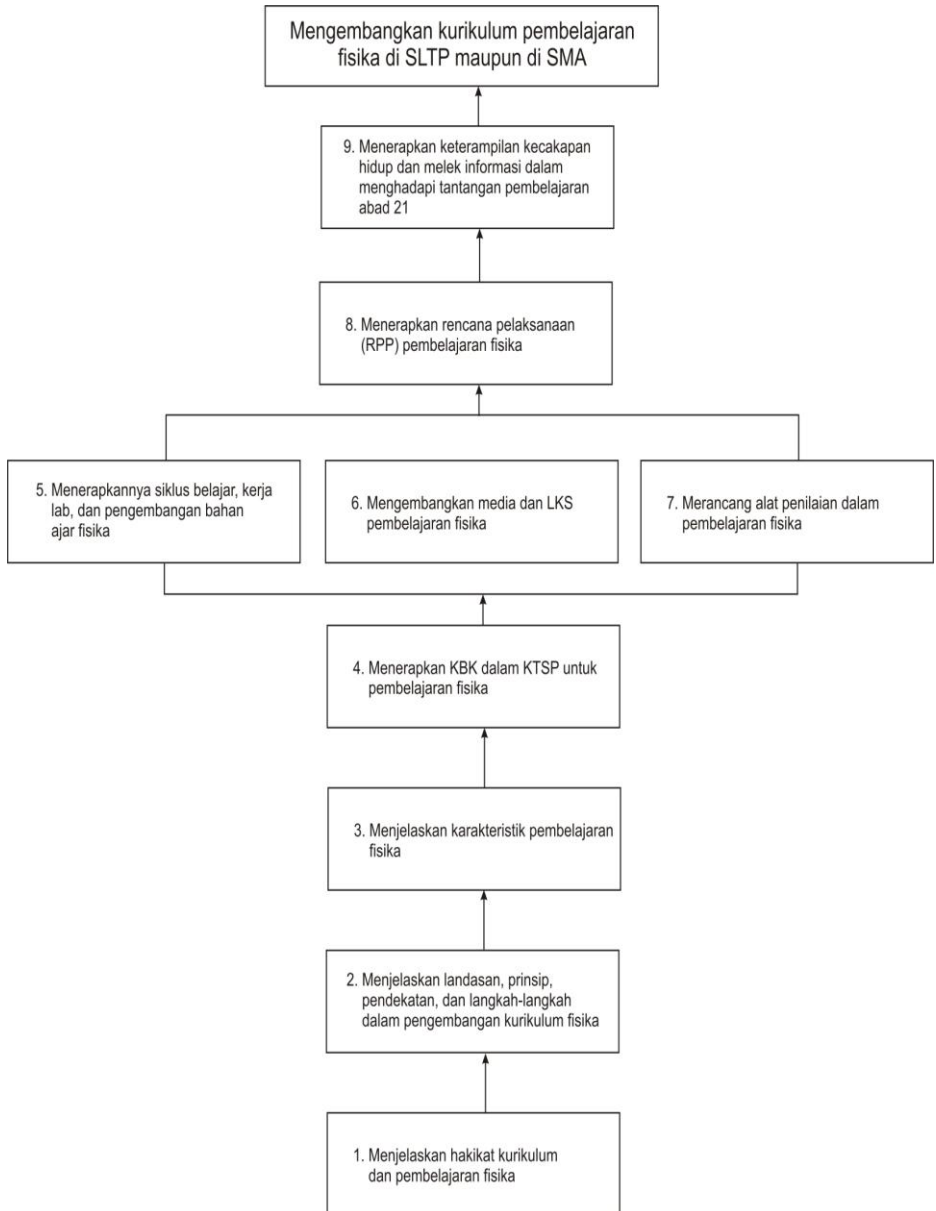 Mengembangkan kurikulum pembelajaran
fisika di SLTP maupun di SMA
9. Menerapkan keterampilan kecakapan
hidup dan melek informasi dalam
menghadapi tantangan pembelajaran
abad 21
8. Menerapkan rencana pelaksanaan
(RPP) pembelajaran fisika
5. Menerapkannya siklus belajar, kerja
lab, dan pengembangan bahan
ajar fisika
6. Mengembangkan media dan LKS
pembelajaran fisika
7. Merancang alat penilaian dalam
pembelajaran fisika
4. Menerapkan KBK dalam KTSP untuk
pembelajaran fisika
3. Menjelaskan karakteristik pembelajaran
fisika
2. Menjelaskan landasan, prinsip,
pendekatan, dan langkah-langkah
dalam pengembangan kurikulum fisika
1. Menjelaskan hakikat kurikulum
dan pembelajaran fisika